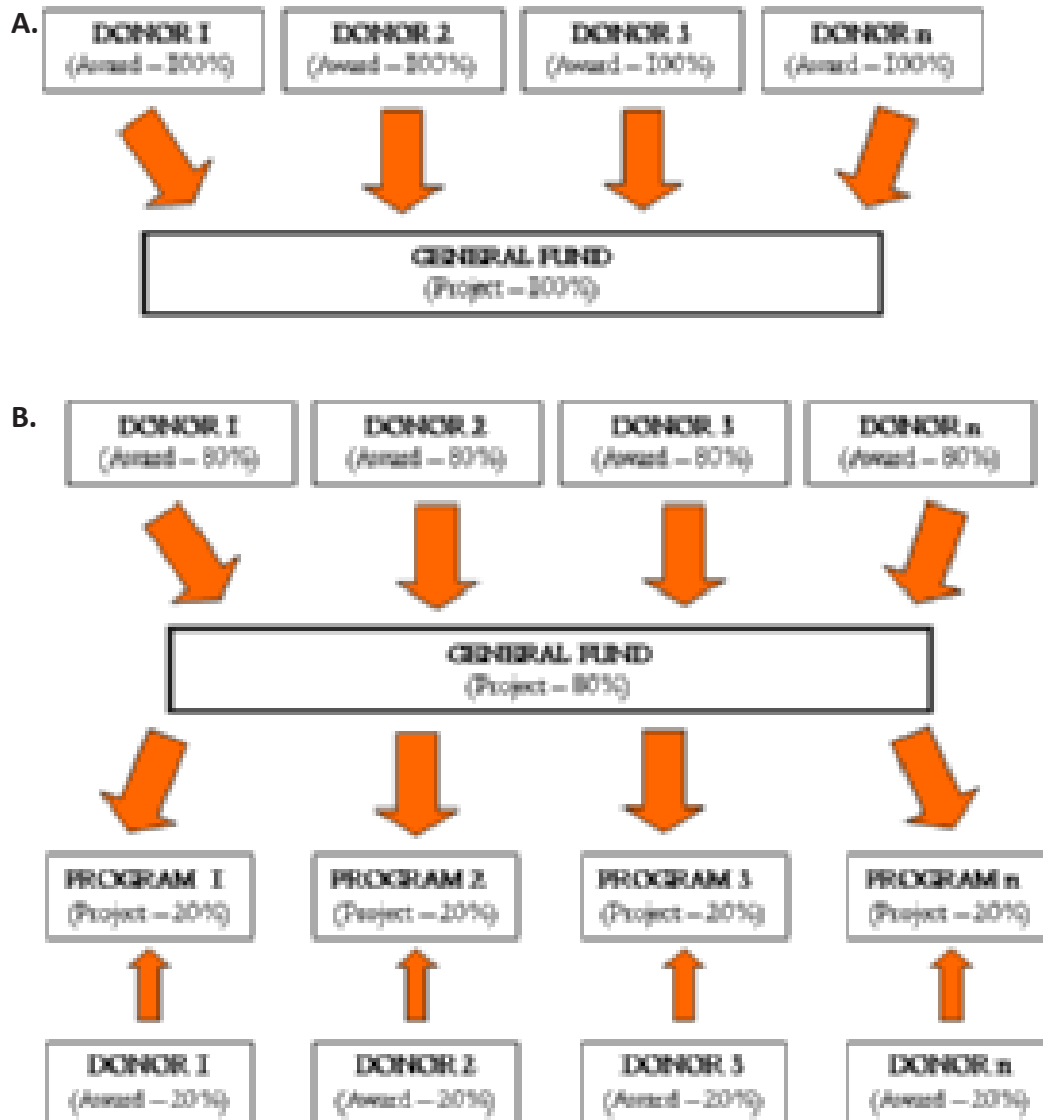 A.
DONOR 1
(Award – 100%)
DONOR 2
(Award – 100%)
DONOR 3
(Award – 100%)
DONOR n
(Award – 100%)
GENERAL FUND
(Project – 100%)
B.
DONOR 1
(Award – 80%)
DONOR 2
(Award – 80%)
DONOR 3
(Award – 80%)
DONOR n
(Award – 80%)
GENERAL FUND
(Project – 80%)
PROGRAM 1
(Project – 20%)
PROGRAM 2
(Project – 20%)
PROGRAM 3
(Project – 20%)
PROGRAM n
(Project – 20%)
DONOR 1
(Award – 20%)
DONOR 2
(Award – 20%)
DONOR 3
(Award – 20%)
DONOR n
(Award – 20%)